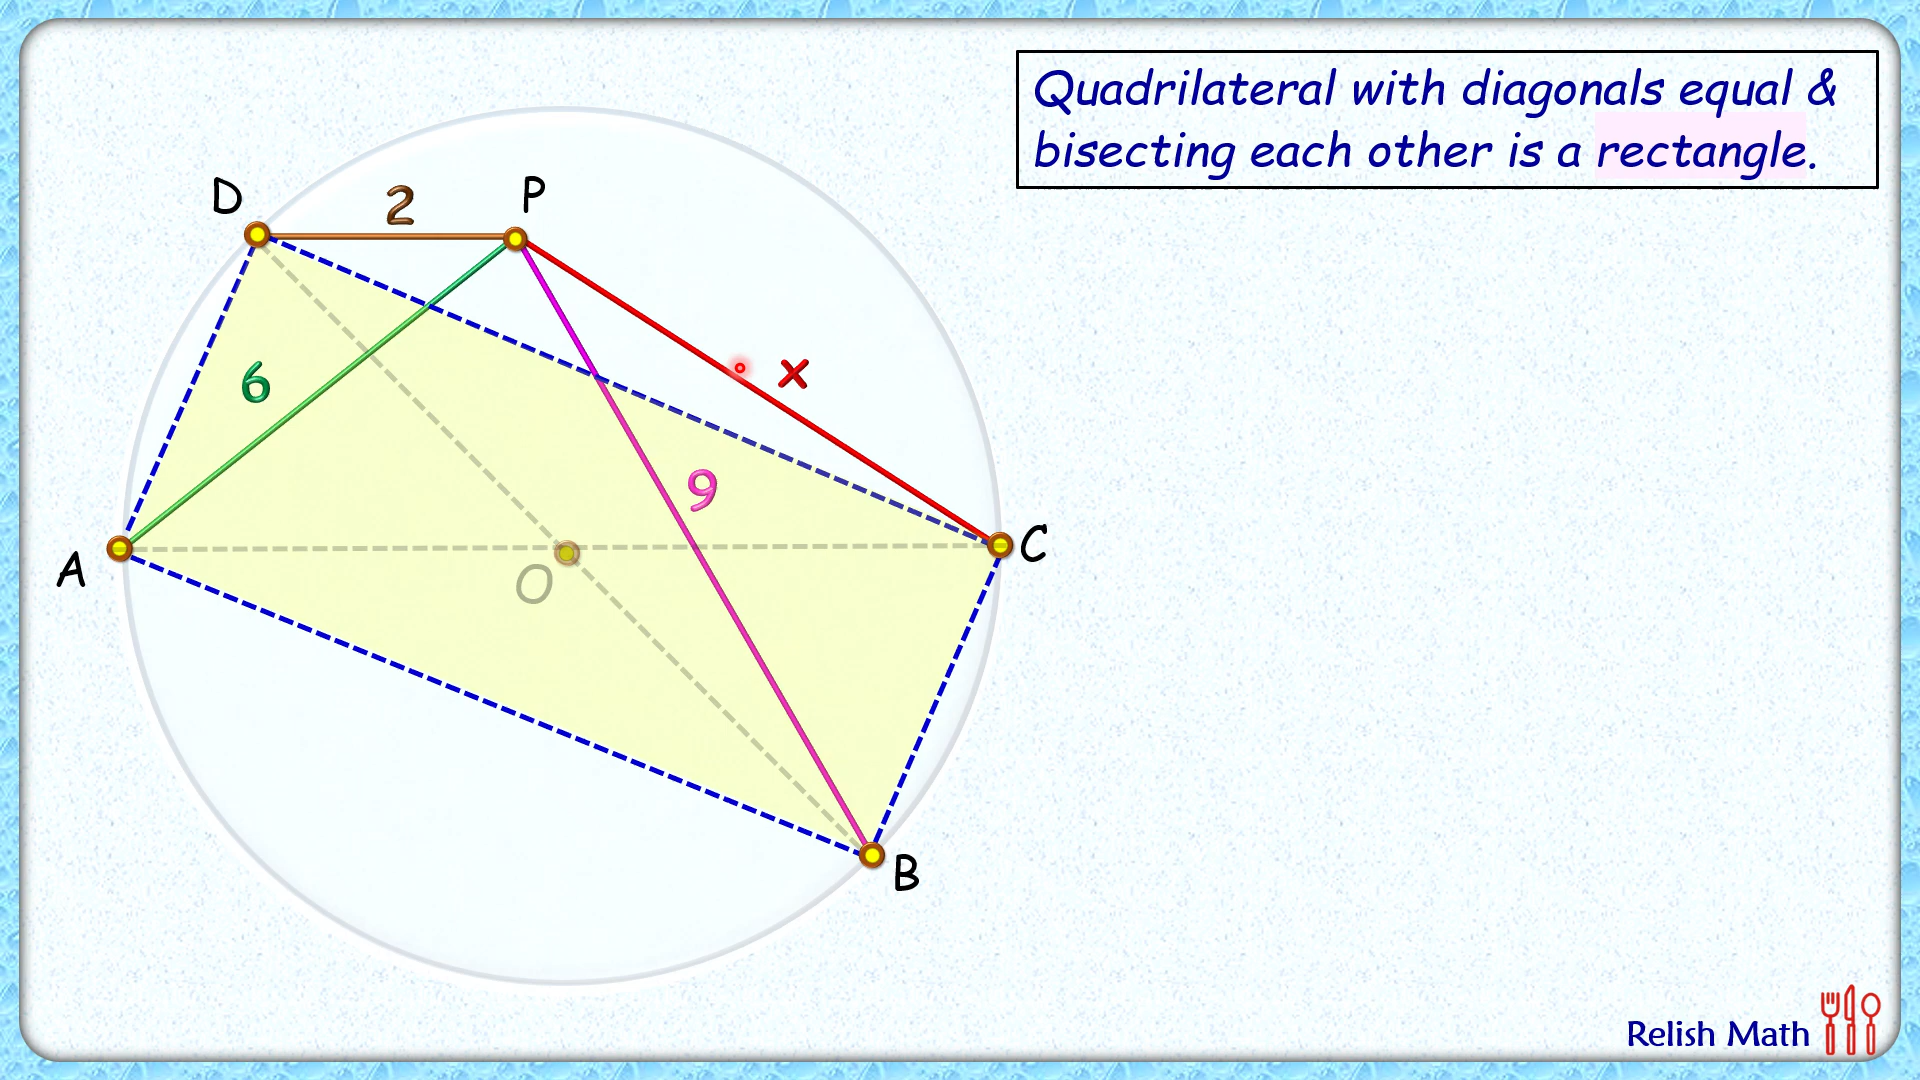 Quadrilateral with diagonals equal &
bisecting each other is a rectangle.
D
2
P
6
x
9
A
O
C
B
Relish Math